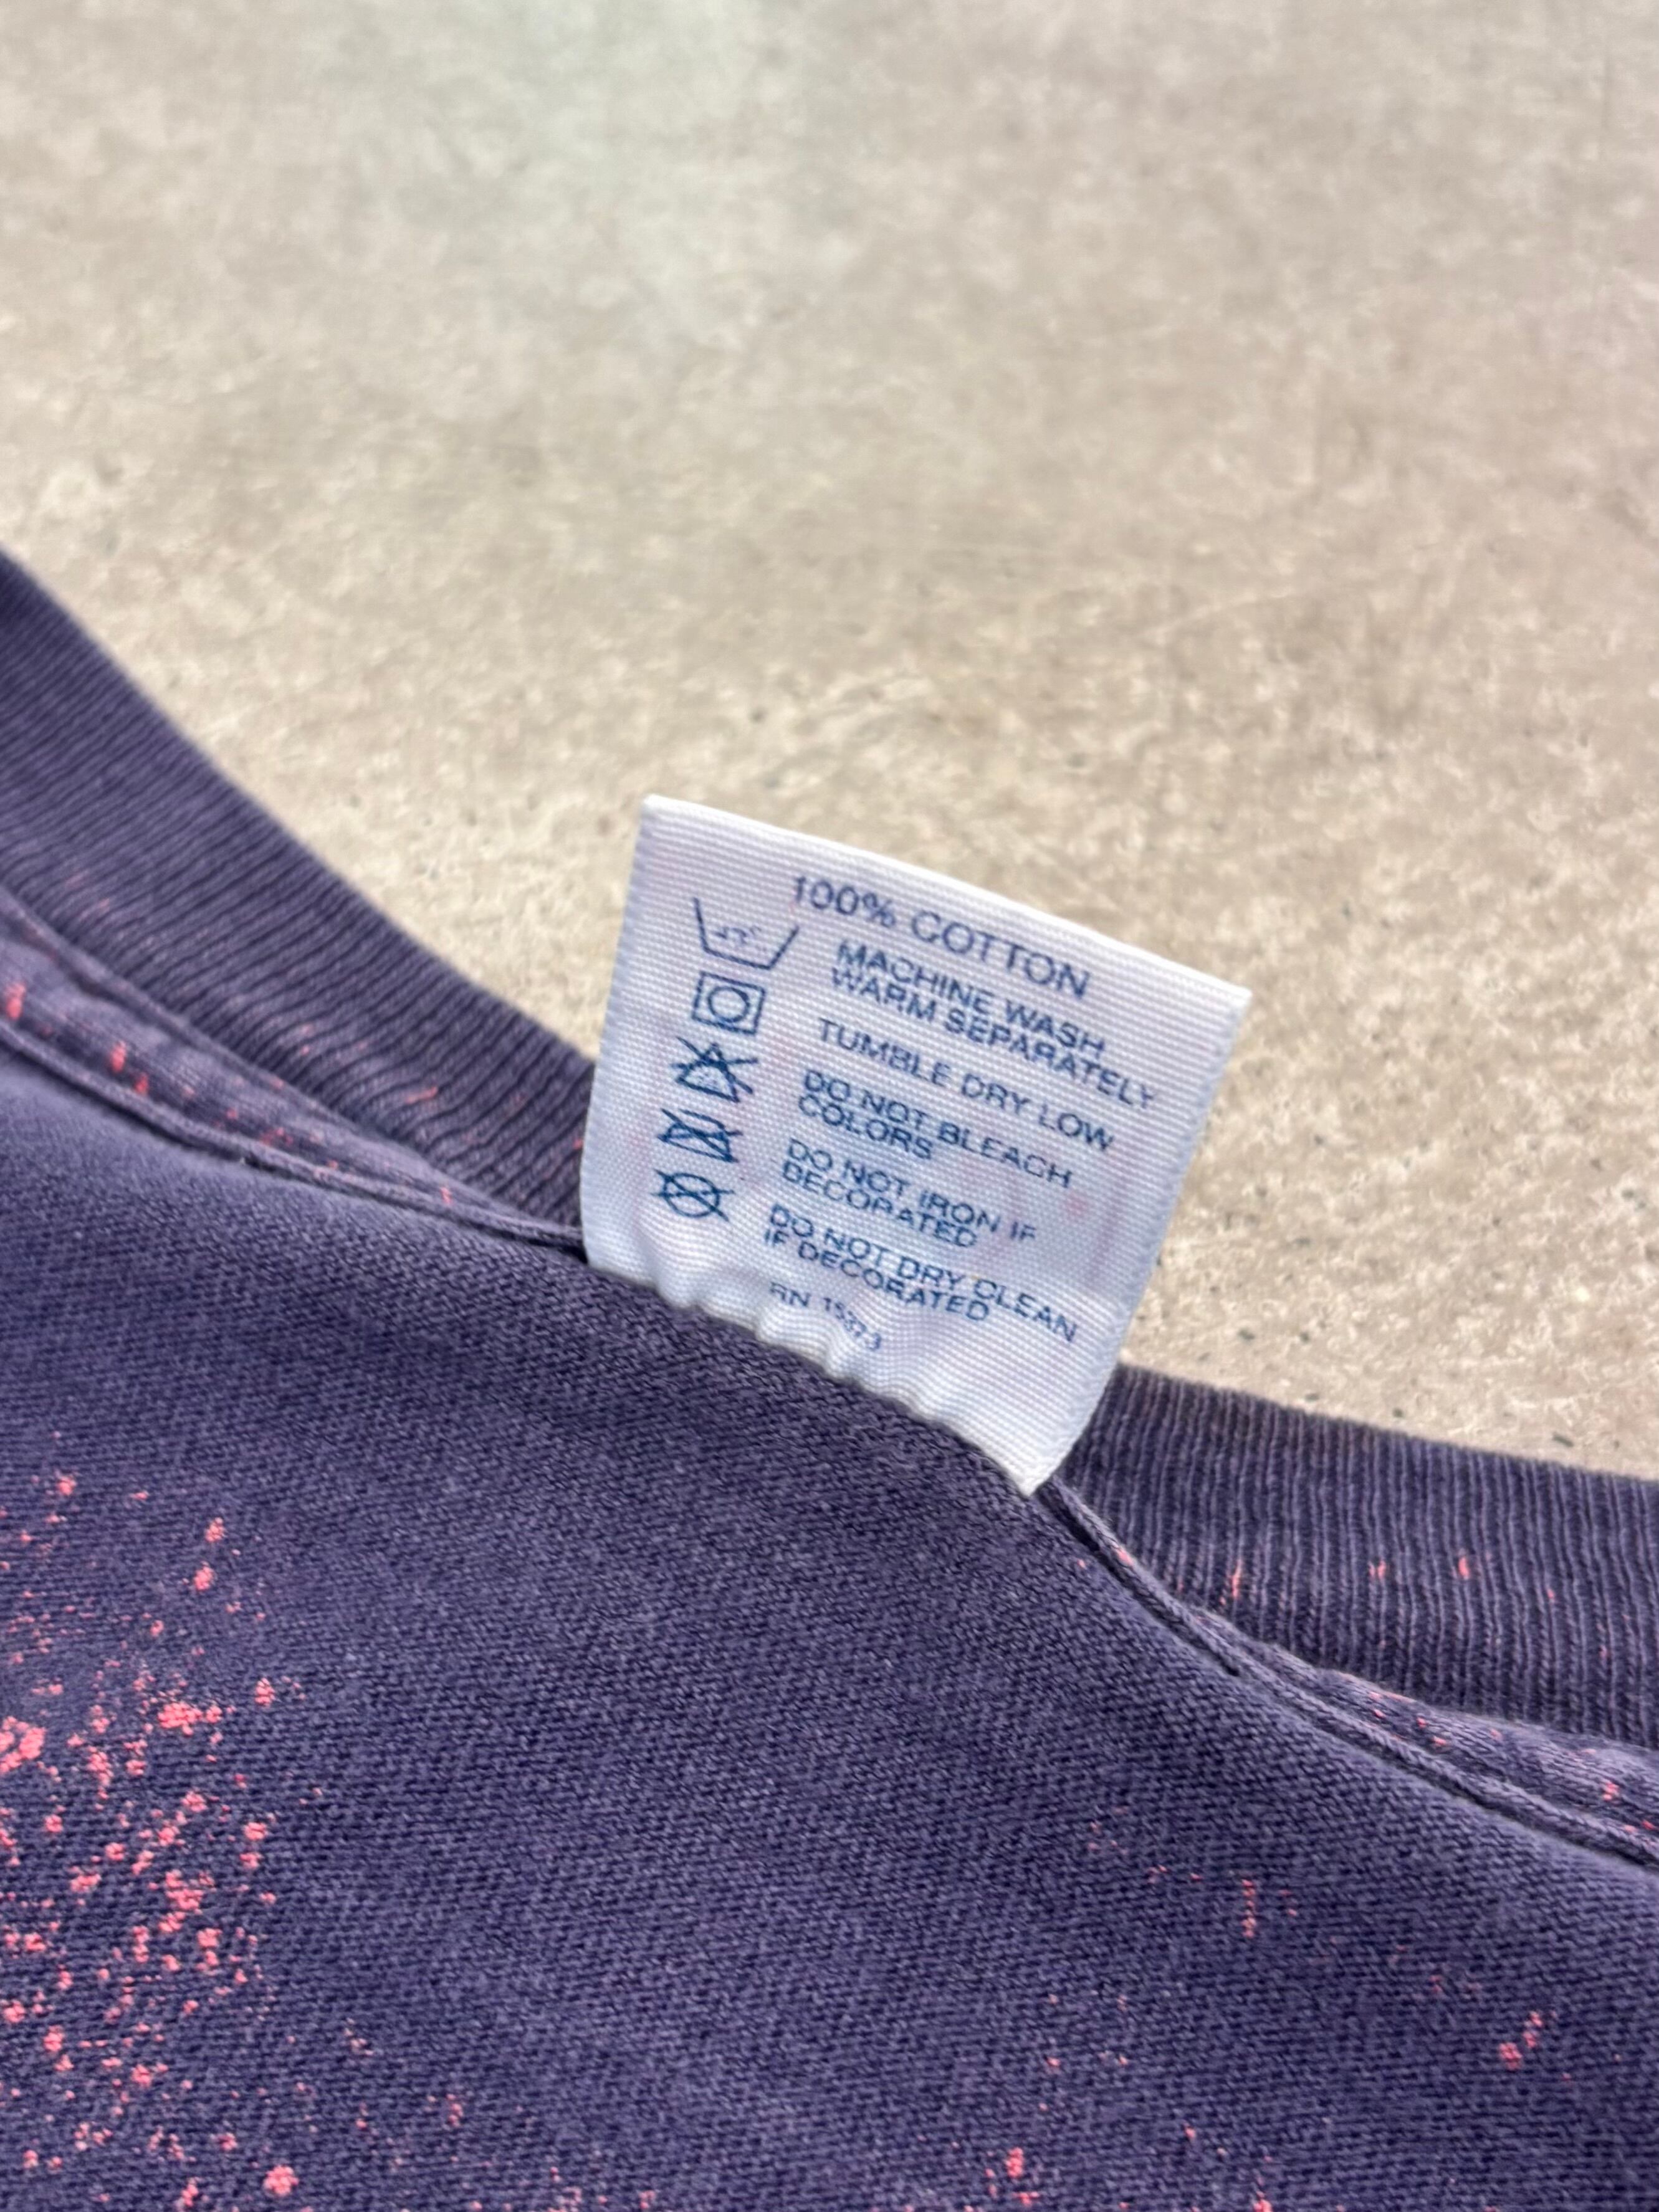 100% COTTON
MACHINE WASH
WARM SEPARATELY
TUMBLE DRY LOW
DO NOT BLEACH
COLORS
DO NOT IRON IF
DECORATED
DO NOT DRY CLEAN
IF DECORATED
RN